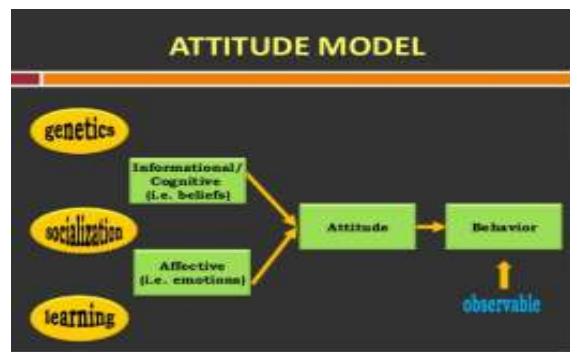 ATTITUDE MODEL
genetics
Informational/
Cognitive
(i.e. beliefs)
socialization
Attitude
Behavior
Affective
(i.e. emotions)
observable
learning